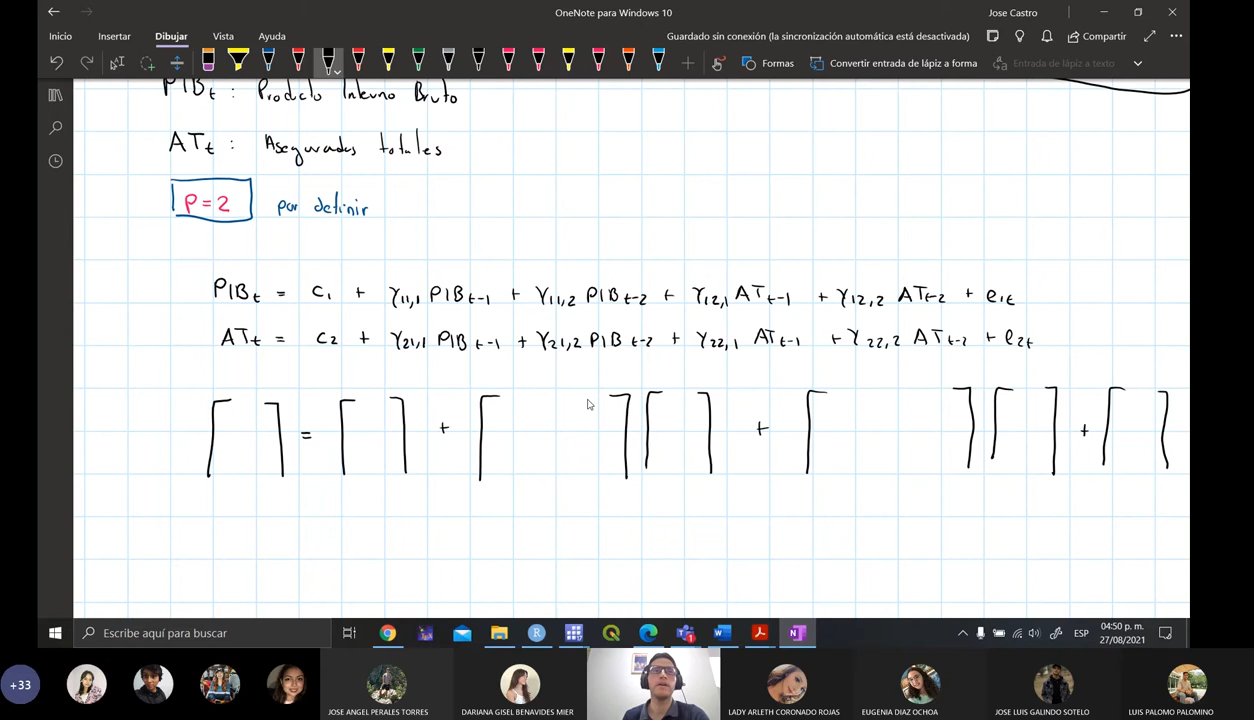 OneNote para Windows 10
Jose Castro
Inicio Insertar Dibujar Vista Ayuda
Guardado sin conexión (la sincronización automática está desactivada)
Compartir
Formas
Convertir entrada de lápiz a forma
Entrada de lápiz a texto
PIBt : Producto Interno Bruto
ATt : Asegurados totales
P=2 por definir
PIBt = c1 + γ11,1 PIBt-1 + γ11,2 PIBt-2 + γ12,1 ATt-1 + γ12,2 ATt-2 + e1t
ATt = c2 + γ21,1 PIBt-1 + γ21,2 PIBt-2 + γ22,1 ATt-1 + γ22,2 ATt-2 + e2t
[ ] = [ ] + [ ] [ ] + [ ] [ ] + [ ]
Escribe aquí para buscar
ESP
04:50 p. m.
27/08/2021
+33
JOSE ANGEL PERALES TORRES
DARIANA GISEL BENAVIDES MIER
LADY ARLETH CORONADO ROJAS
EUGENIA DIAZ OCHOA
JOSE LUIS GALINDO SOTELO
LUIS PALOMO PALOMINO